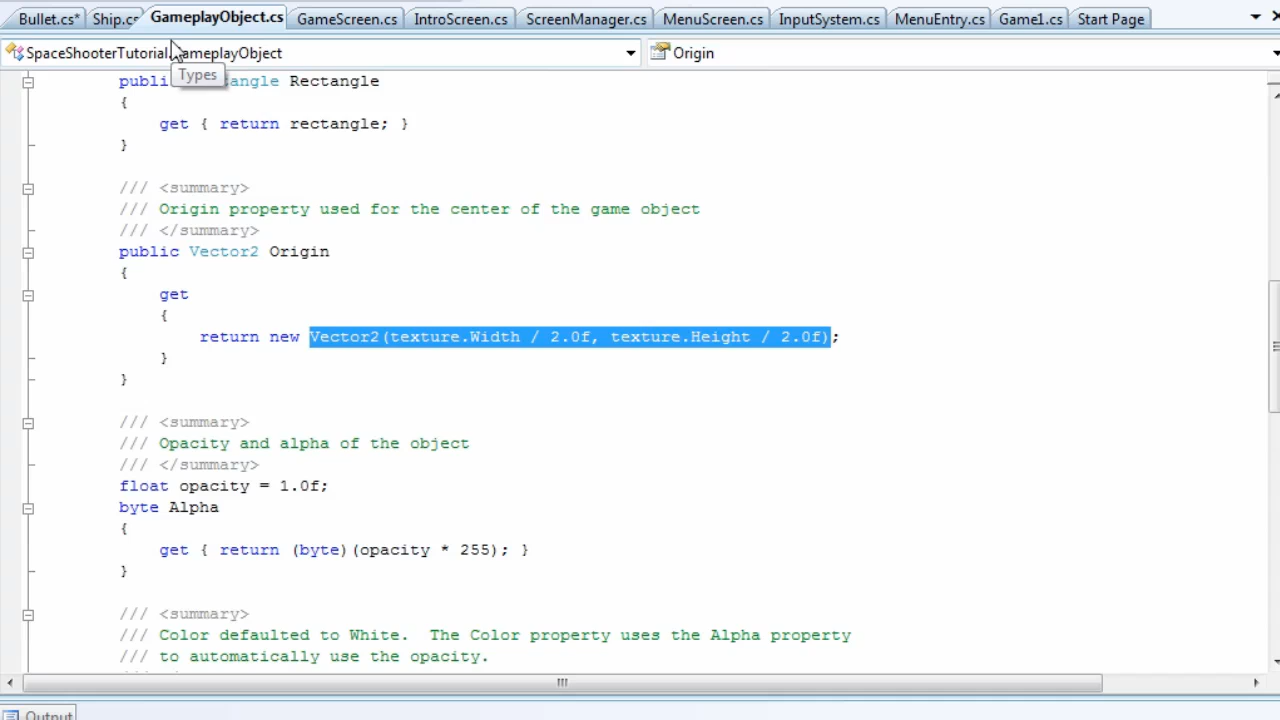 Bullet.cs* Ship.cs GameplayObject.cs GameScreen.cs IntroScreen.cs ScreenManager.cs MenuScreen.cs InputSystem.cs MenuEntry.cs Game1.cs Start Page
SpaceShooterTutorial.GameplayObject Origin
Types
public Rectangle Rectangle
{
get { return rectangle; }
}
/// <summary>
/// Origin property used for the center of the game object
/// </summary>
public Vector2 Origin
{
get
{
return new Vector2(texture.Width / 2.0f, texture.Height / 2.0f);
}
}
/// <summary>
/// Opacity and alpha of the object
/// </summary>
float opacity = 1.0f;
byte Alpha
{
get { return (byte)(opacity * 255); }
}
/// <summary>
/// Color defaulted to White.  The Color property uses the Alpha property
/// to automatically use the opacity.
Output